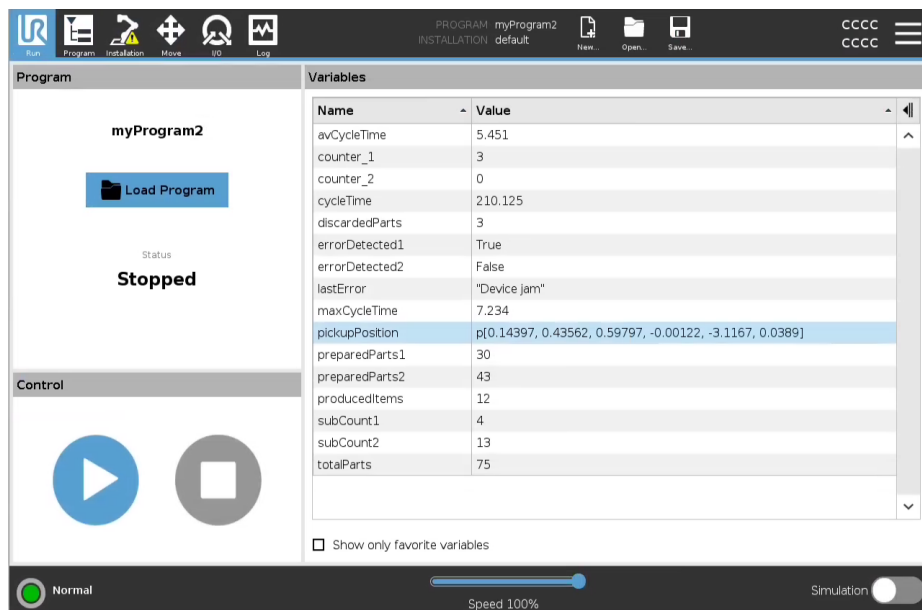 UR
Run
Program
Installation
Move
I/O
Log
PROGRAM myProgram2
INSTALLATION default
New...
Open...
Save...
CCCC
CCCC
Program
myProgram2
Load Program
Status
Stopped
Control
Variables
Name Value
avCycleTime 5.451
counter_1 3
counter_2 0
cycleTime 210.125
discardedParts 3
errorDetected1 True
errorDetected2 False
lastError "Device jam"
maxCycleTime 7.234
pickupPosition p[0.14397, 0.43562, 0.59797, -0.00122, -3.1167, 0.0389]
preparedParts1 30
preparedParts2 43
producedItems 12
subCount1 4
subCount2 13
totalParts 75
Show only favorite variables
Normal
Speed 100%
Simulation